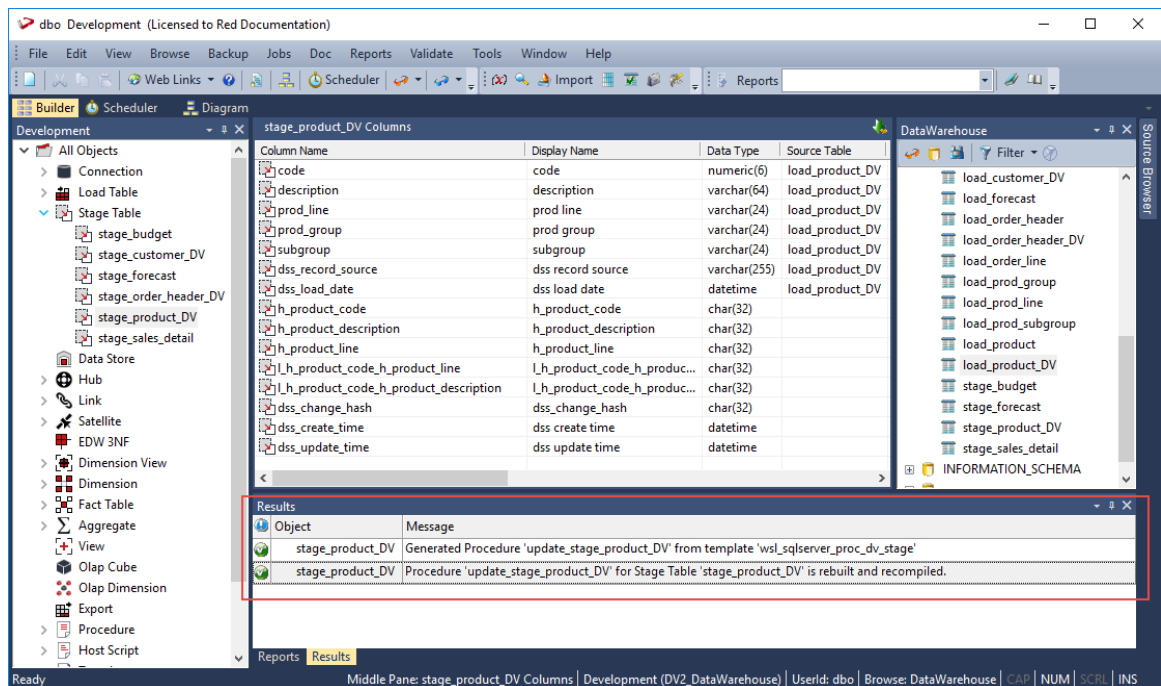 dbo Development (Licensed to Red Documentation)
File Edit View Browse Backup Jobs Doc Reports Validate Tools Window Help
Web Links Scheduler Import Reports
Builder Scheduler Diagram
Development
All Objects
Connection
Load Table
Stage Table
stage_budget
stage_customer_DV
stage_forecast
stage_order_header_DV
stage_product_DV
stage_sales_detail
Data Store
Hub
Link
Satellite
EDW 3NF
Dimension View
Dimension
Fact Table
Aggregate
View
Olap Cube
Olap Dimension
Export
Procedure
Host Script
stage_product_DV Columns
Column Name Display Name Data Type Source Table
code code numeric(6) load_product_DV
description description varchar(64) load_product_DV
prod_line prod line varchar(24) load_product_DV
prod_group prod group varchar(24) load_product_DV
subgroup subgroup varchar(24) load_product_DV
dss_record_source dss record source varchar(255) load_product_DV
dss_load_date dss load date datetime load_product_DV
h_product_code h_product_code char(32)
h_product_description h_product_description char(32)
h_product_line h_product_line char(32)
l_h_product_code_h_product_line l_h_product_code_h_produc... char(32)
l_h_product_code_h_product_description l_h_product_code_h_produc... char(32)
dss_change_hash dss_change_hash char(32)
dss_create_time dss create time datetime
dss_update_time dss update time datetime
DataWarehouse
Filter
load_customer_DV
load_forecast
load_order_header
load_order_header_DV
load_order_line
load_prod_group
load_prod_line
load_prod_subgroup
load_product
load_product_DV
stage_budget
stage_forecast
stage_product_DV
stage_sales_detail
INFORMATION_SCHEMA
Source Browser
Results
Object Message
stage_product_DV Generated Procedure 'update_stage_product_DV' from template 'wsl_sqlserver_proc_dv_stage'
stage_product_DV Procedure 'update_stage_product_DV' for Stage Table 'stage_product_DV' is rebuilt and recompiled.
Reports Results
Ready Middle Pane: stage_product_DV Columns Development (DV2_DataWarehouse) UserId: dbo Browse: DataWarehouse CAP NUM SCRL INS